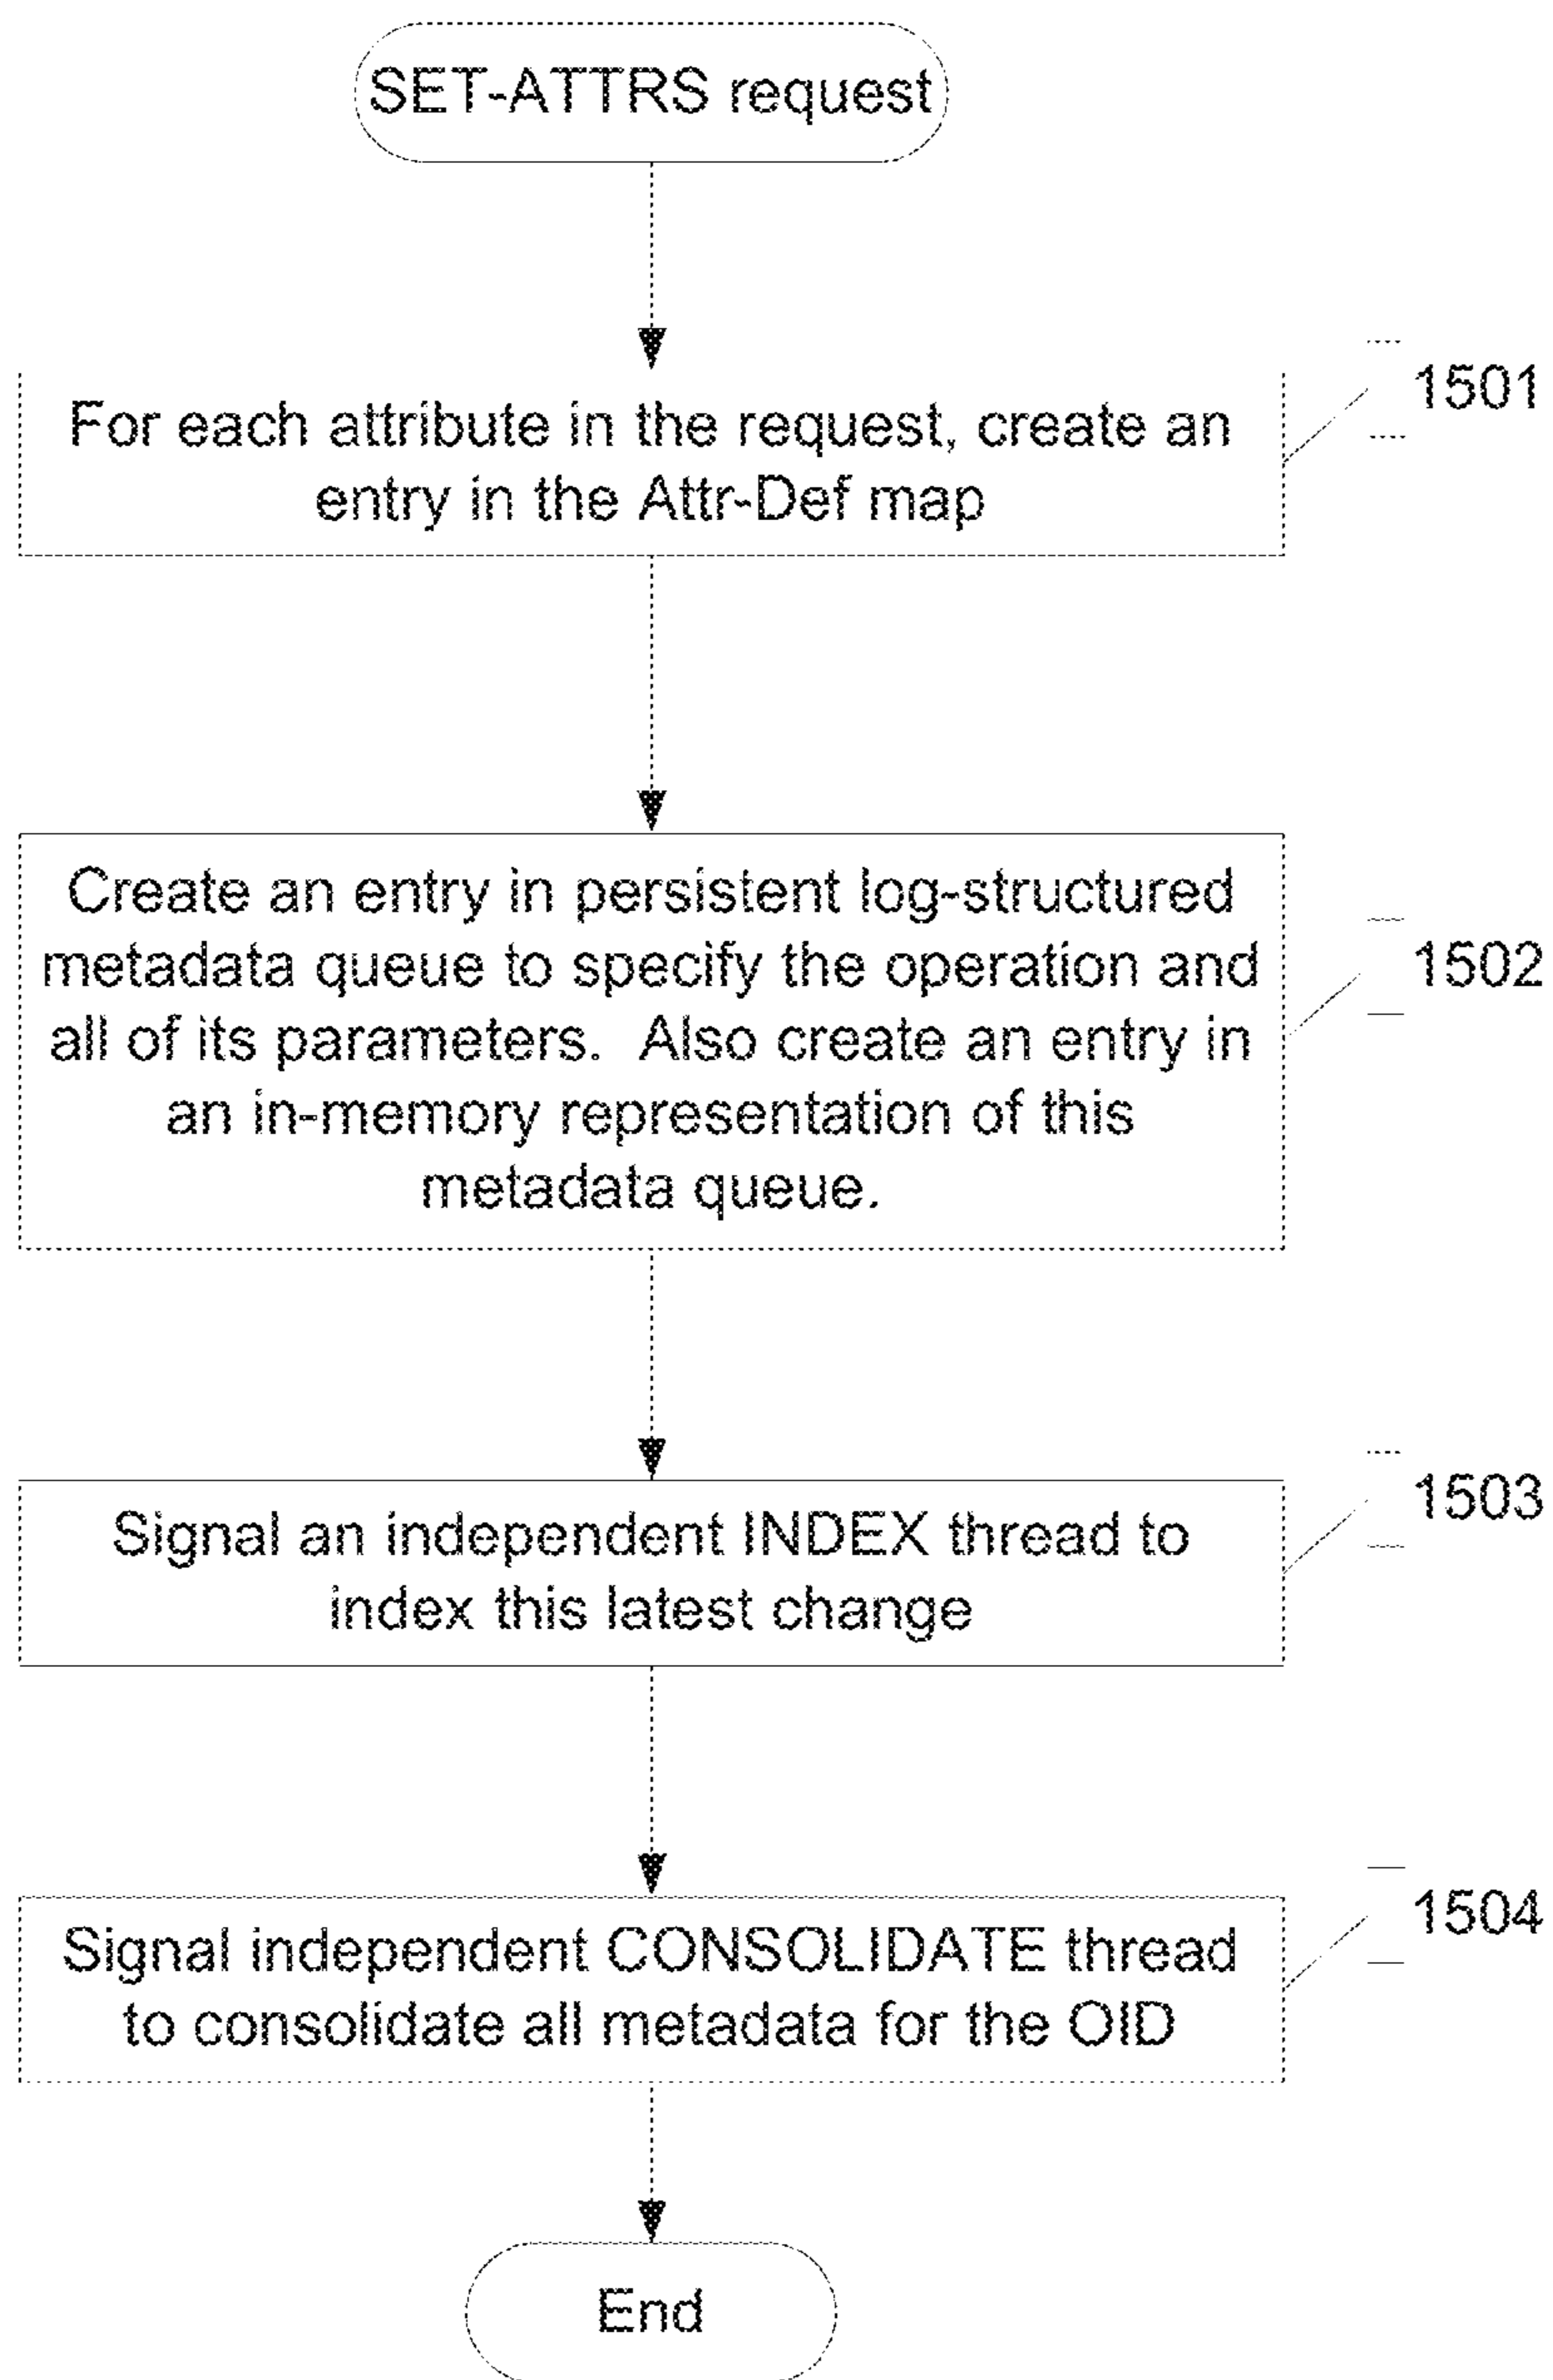 SET-ATTRS request
For each attribute in the request, create an
entry in the Attr-Def map
1501
Create an entry in persistent log-structured
metadata queue to specify the operation and
all of its parameters.  Also create an entry in
an in-memory representation of this
metadata queue.
1502
Signal an independent INDEX thread to
index this latest change
1503
Signal independent CONSOLIDATE thread
to consolidate all metadata for the OID
1504
End